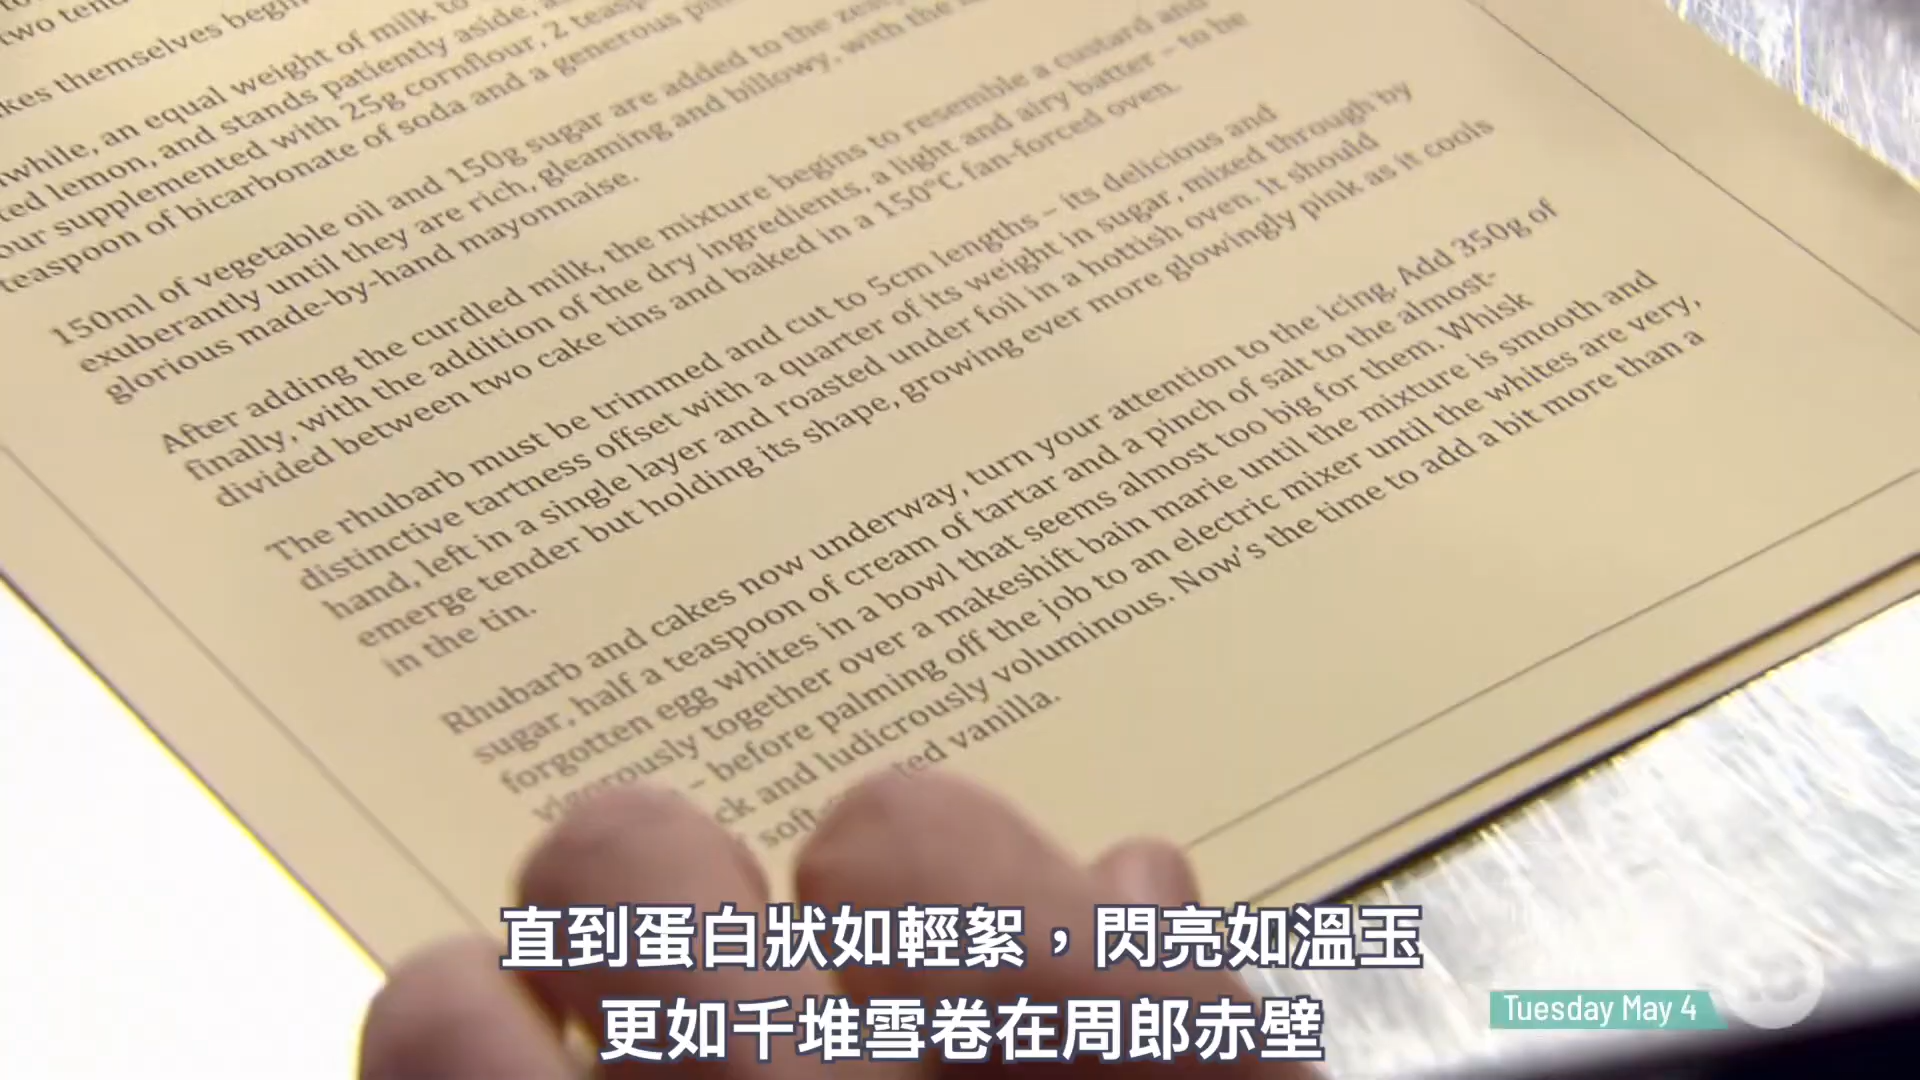 two tend
kes themselves begin
while, an equal weight of milk to
ted lemon, and stands patiently aside,
our supplemented with 25g cornflour, 2 teasp
teaspoon of bicarbonate of soda and a generous
150ml of vegetable oil and 150g sugar are added to the
exuberantly until they are rich, gleaming and billowy, with the
glorious made-by-hand mayonnaise.
After adding the curdled milk, the mixture begins to resemble a custard and
finally, with the addition of the dry ingredients, a light and airy batter – to be
divided between two cake tins and baked in a 150°C fan-forced oven.
The rhubarb must be trimmed and cut to 5cm lengths – its delicious and
distinctive tartness offset with a quarter of its weight in sugar, mixed through by
hand, left in a single layer and roasted under foil in a hottish oven. It should
emerge tender but holding its shape, growing ever more glowingly pink as it cools
in the tin.
Rhubarb and cakes now underway, turn your attention to the icing. Add 350g of
sugar, half a teaspoon of cream of tartar and a pinch of salt to the almost-
forgotten egg whites in a bowl that seems almost too big for them. Whisk
vigorously together over a makeshift bain marie until the mixture is smooth and
– before palming off the job to an electric mixer until the whites are very,
ck and ludicrously voluminous. Now's the time to add a bit more than a
soft ted vanilla.
直到蛋白狀如輕絮，閃亮如溫玉
更如千堆雪卷在周郎赤壁
Tuesday May 4
10